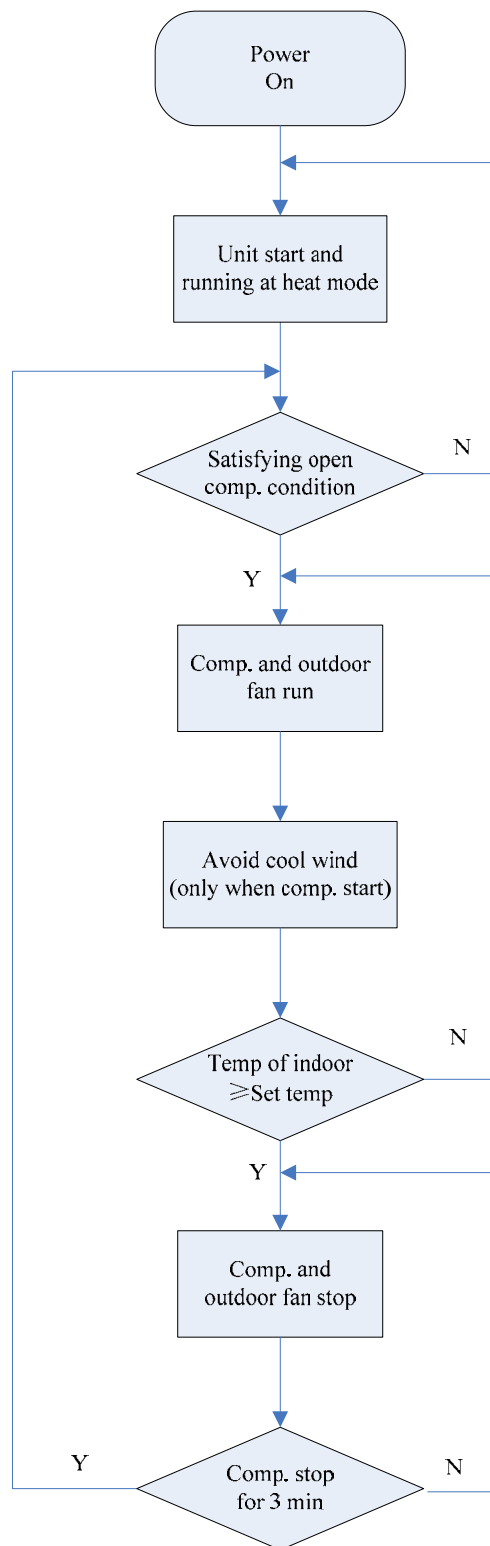 Power
On
Unit start and
running at heat mode
Satisfying open
comp. condition
N
Y
Comp. and outdoor
fan run
Avoid cool wind
(only when comp. start)
Temp of indoor
≥Set temp
N
Y
Comp. and
outdoor fan stop
Comp. stop
for 3 min
Y
N